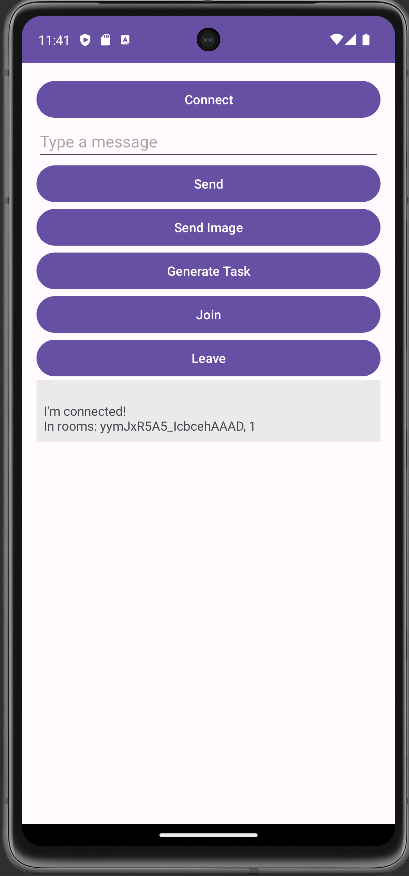 11:41
Connect
Type a message
Send
Send Image
Generate Task
Join
Leave
I'm connected!
In rooms: yymJxR5A5_IcbcehAAAD, 1